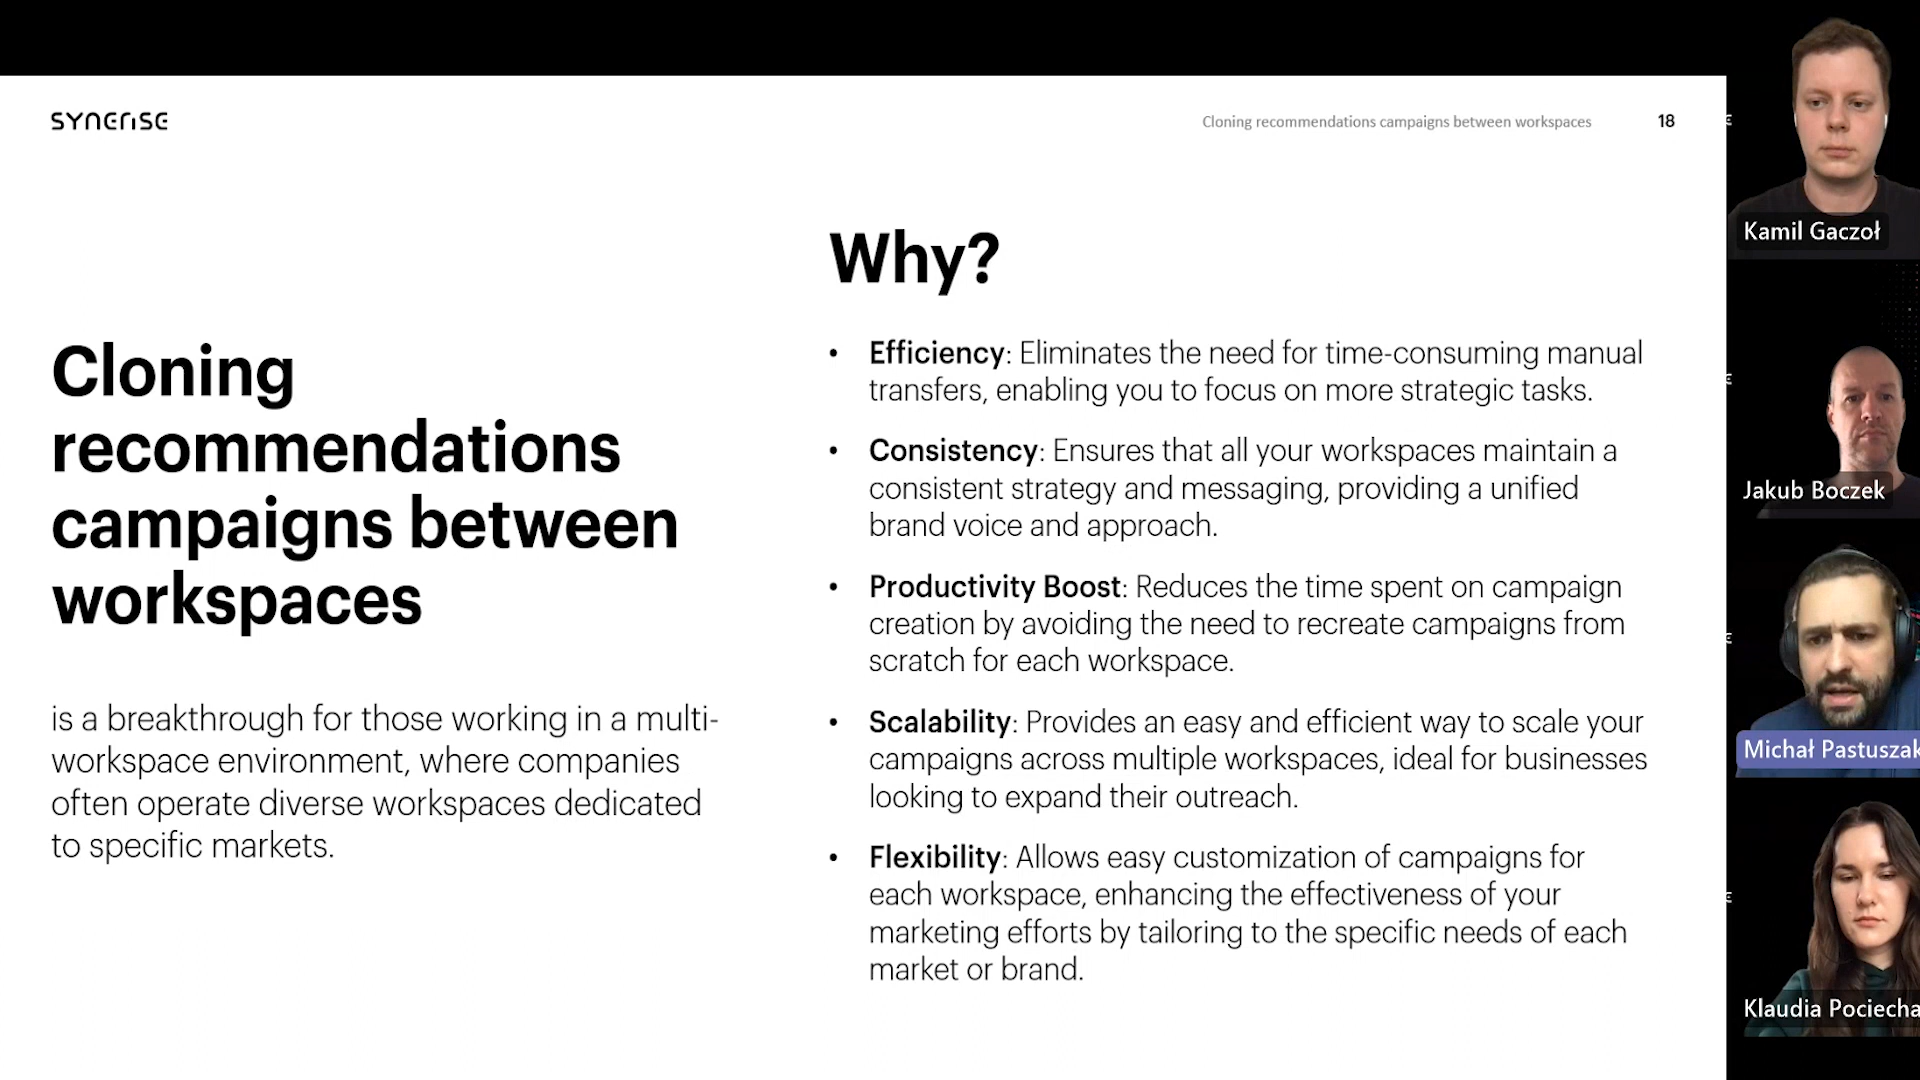 SYNERISE
Cloning recommendations campaigns between workspaces
18
Cloning
recommendations
campaigns between
workspaces
is a breakthrough for those working in a multi-
workspace environment, where companies
often operate diverse workspaces dedicated
to specific markets.
Why?
• Efficiency: Eliminates the need for time-consuming manual
transfers, enabling you to focus on more strategic tasks.
• Consistency: Ensures that all your workspaces maintain a
consistent strategy and messaging, providing a unified
brand voice and approach.
• Productivity Boost: Reduces the time spent on campaign
creation by avoiding the need to recreate campaigns from
scratch for each workspace.
• Scalability: Provides an easy and efficient way to scale your
campaigns across multiple workspaces, ideal for businesses
looking to expand their outreach.
• Flexibility: Allows easy customization of campaigns for
each workspace, enhancing the effectiveness of your
marketing efforts by tailoring to the specific needs of each
market or brand.
Kamil Gaczoł
Jakub Boczek
Michał Pastuszak
Klaudia Pociecha